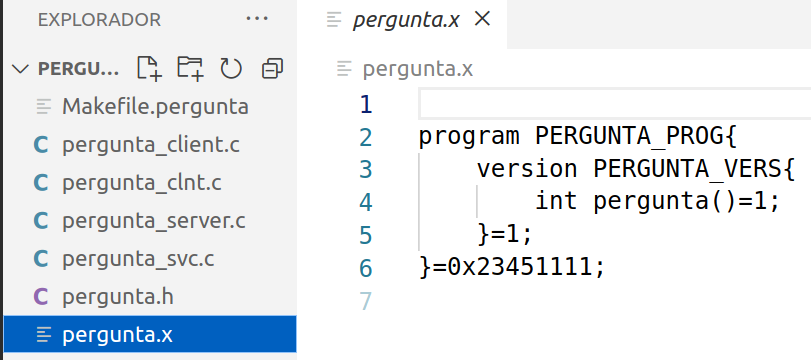 EXPLORADOR ···
PERGU...
Makefile.pergunta
C pergunta_client.c
C pergunta_clnt.c
C pergunta_server.c
C pergunta_svc.c
C pergunta.h
pergunta.x
pergunta.x
pergunta.x
1
2 program PERGUNTA_PROG{
3 version PERGUNTA_VERS{
4 int pergunta()=1;
5 }=1;
6 }=0x23451111;
7